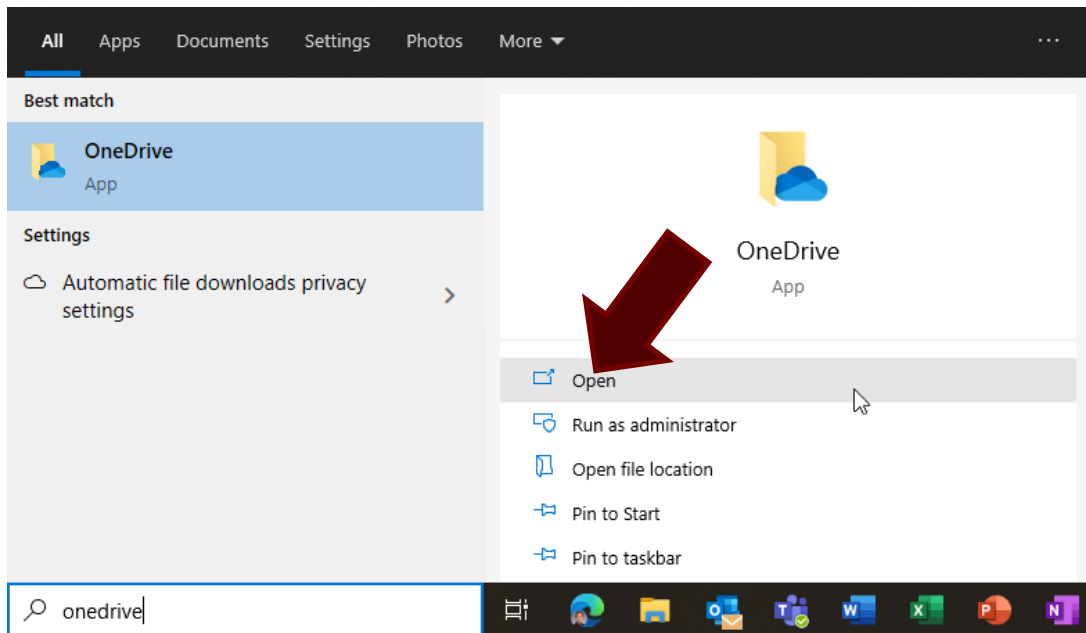 All Apps Documents Settings Photos More ...
Best match
OneDrive
App
Settings
Automatic file downloads privacy
settings
OneDrive
App
Open
Run as administrator
Open file location
Pin to Start
Pin to taskbar
onedrive